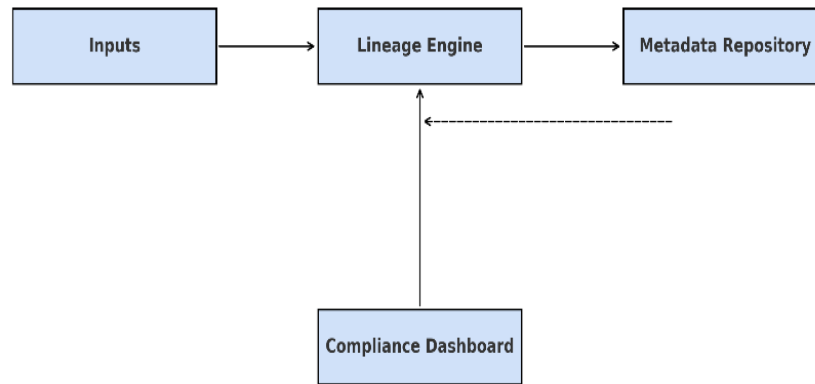 Inputs
Lineage Engine
Metadata Repository
Compliance Dashboard